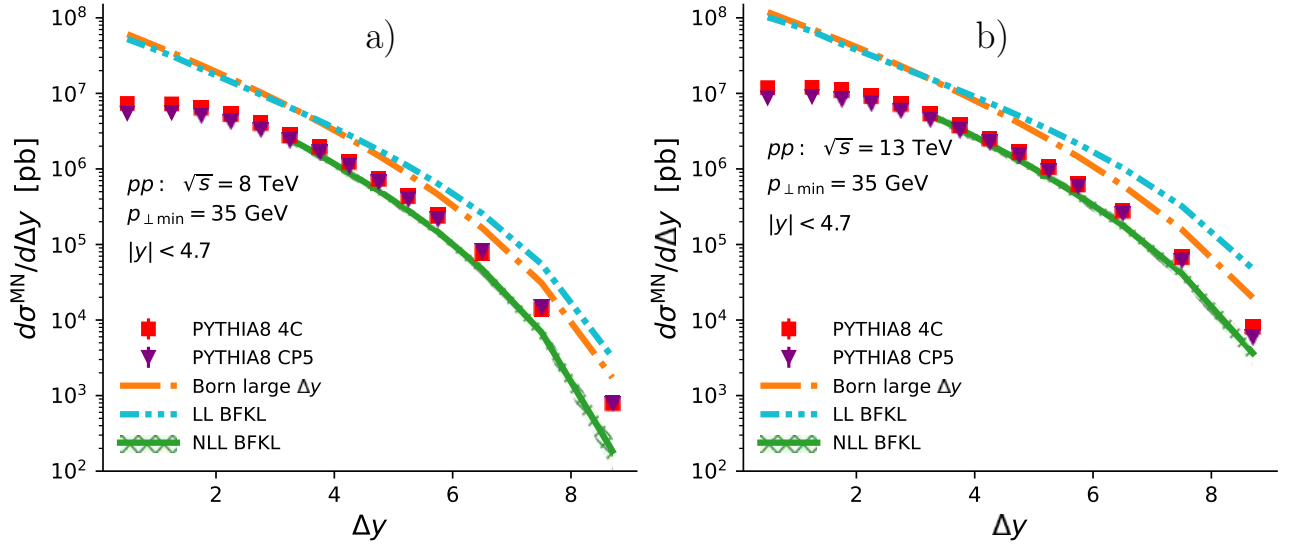 a)
dσ^MN/dΔy [pb]
10^8
10^7
10^6
10^5
10^4
10^3
10^2
pp : √s = 8 TeV
p⊥min = 35 GeV
|y| < 4.7
PYTHIA8 4C
PYTHIA8 CP5
Born large Δy
LL BFKL
NLL BFKL
2 4 6 8
Δy
b)
dσ^MN/dΔy [pb]
10^8
10^7
10^6
10^5
10^4
10^3
10^2
pp : √s = 13 TeV
p⊥min = 35 GeV
|y| < 4.7
PYTHIA8 4C
PYTHIA8 CP5
Born large Δy
LL BFKL
NLL BFKL
2 4 6 8
Δy